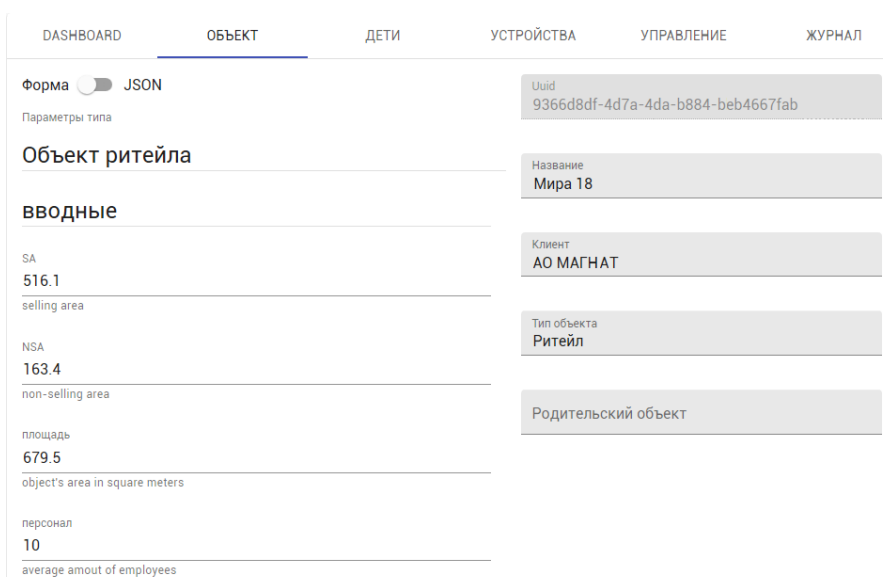 DASHBOARD ОБЪЕКТ ДЕТИ УСТРОЙСТВА УПРАВЛЕНИЕ ЖУРНАЛ
Форма JSON
Параметры типа
Объект ритейла
вводные
SA
516.1
selling area
NSA
163.4
non-selling area
площадь
679.5
object's area in square meters
персонал
10
average amout of employees
Uuid
9366d8df-4d7a-4da-b884-beb4667fab
Название
Мира 18
Клиент
АО МАГНАТ
Тип объекта
Ритейл
Родительский объект